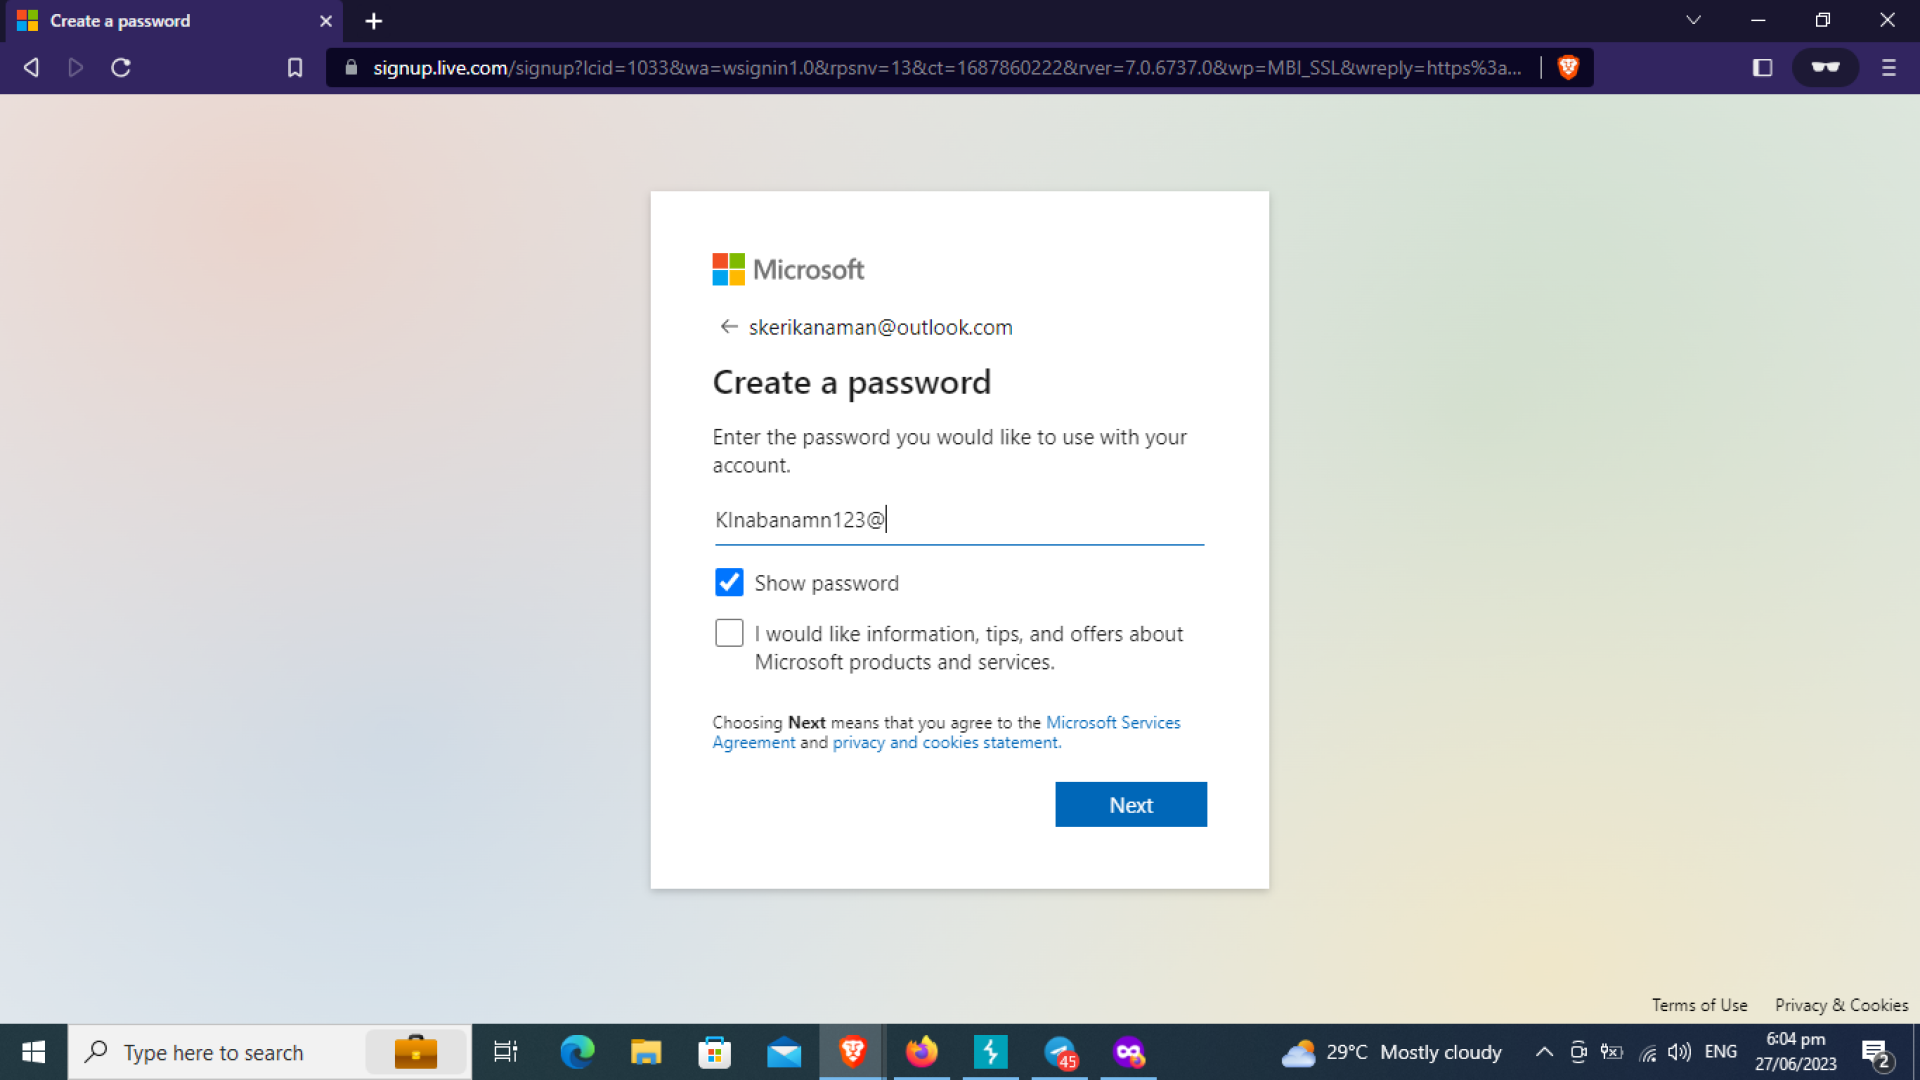 Create a password
signup.live.com/signup?lcid=1033&wa=wsignin1.0&rpsnv=13&ct=1687860222&rver=7.0.6737.0&wp=MBI_SSL&wreply=https%3a...
Microsoft
skerikanaman@outlook.com
Create a password
Enter the password you would like to use with your
account.
KInabanamn123@
Show password
I would like information, tips, and offers about
Microsoft products and services.
Choosing Next means that you agree to the Microsoft Services
Agreement and privacy and cookies statement.
Next
Terms of Use Privacy & Cookies
Type here to search
45
29°C Mostly cloudy
ENG
6:04 pm
27/06/2023
2